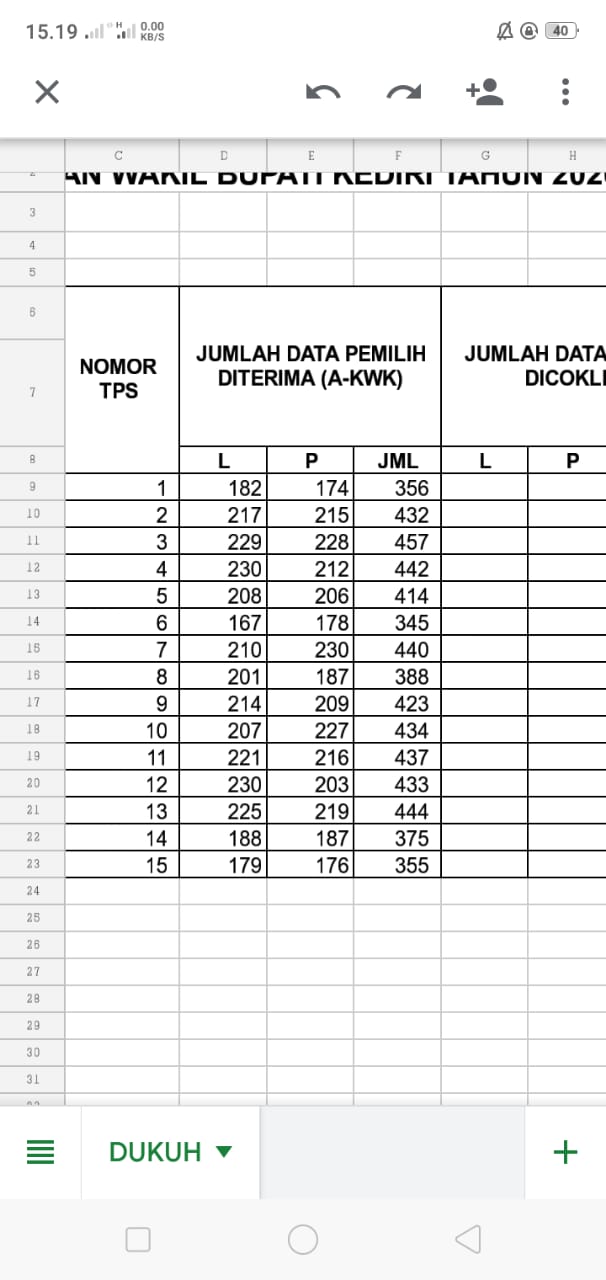 15.19 H 0.00 KB/S 40
C D E F G H
2 AN WAKIL BUPATI KEDIRI TAHUN 202
3
4
5
6
JUMLAH DATA PEMILIH JUMLAH DATA
NOMOR DITERIMA (A-KWK) DICOKLI
7 TPS
8 L P JML L P
9 1 182 174 356
10 2 217 215 432
11 3 229 228 457
12 4 230 212 442
13 5 208 206 414
14 6 167 178 345
15 7 210 230 440
16 8 201 187 388
17 9 214 209 423
18 10 207 227 434
19 11 221 216 437
20 12 230 203 433
21 13 225 219 444
22 14 188 187 375
23 15 179 176 355
24
25
26
27
28
29
30
31
DUKUH